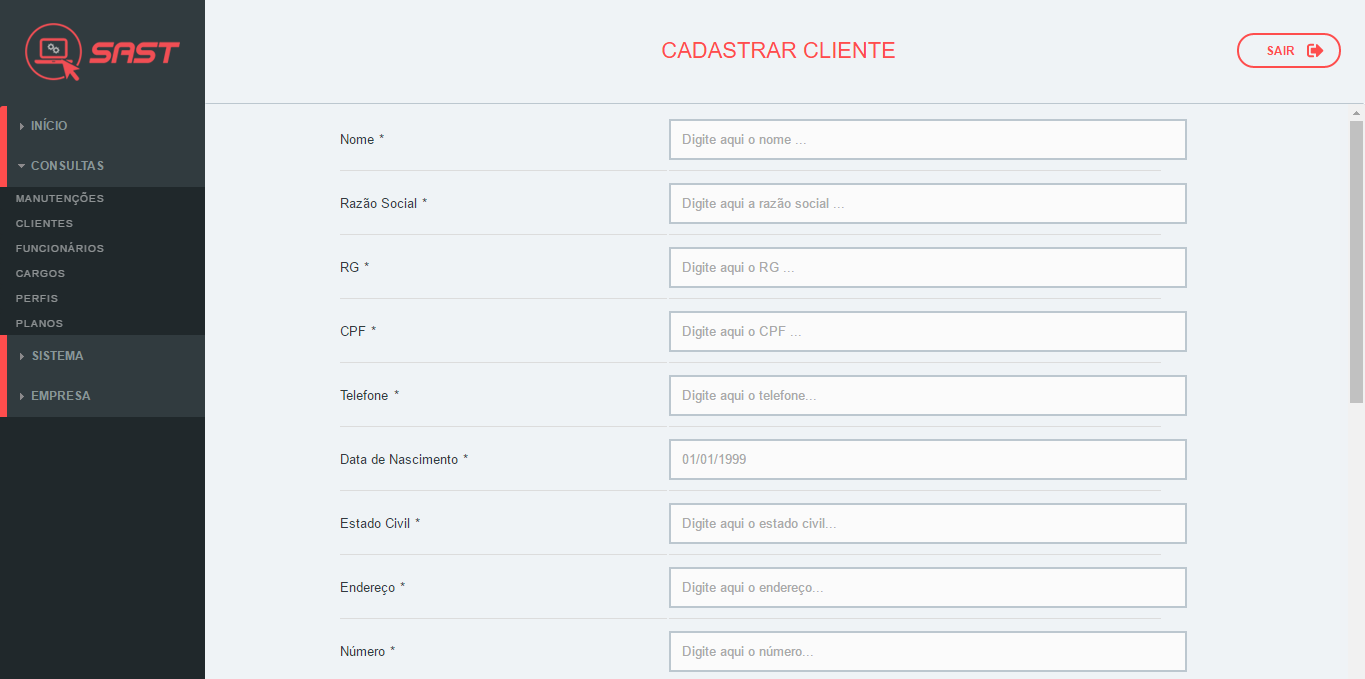 SAST
CADASTRAR CLIENTE
SAIR
INÍCIO
CONSULTAS
MANUTENÇÕES
CLIENTES
FUNCIONÁRIOS
CARGOS
PERFIS
PLANOS
SISTEMA
EMPRESA
Nome * Digite aqui o nome ...
Razão Social * Digite aqui a razão social ...
RG * Digite aqui o RG ...
CPF * Digite aqui o CPF ...
Telefone * Digite aqui o telefone...
Data de Nascimento * 01/01/1999
Estado Civil * Digite aqui o estado civil...
Endereço * Digite aqui o endereço...
Número * Digite aqui o número...